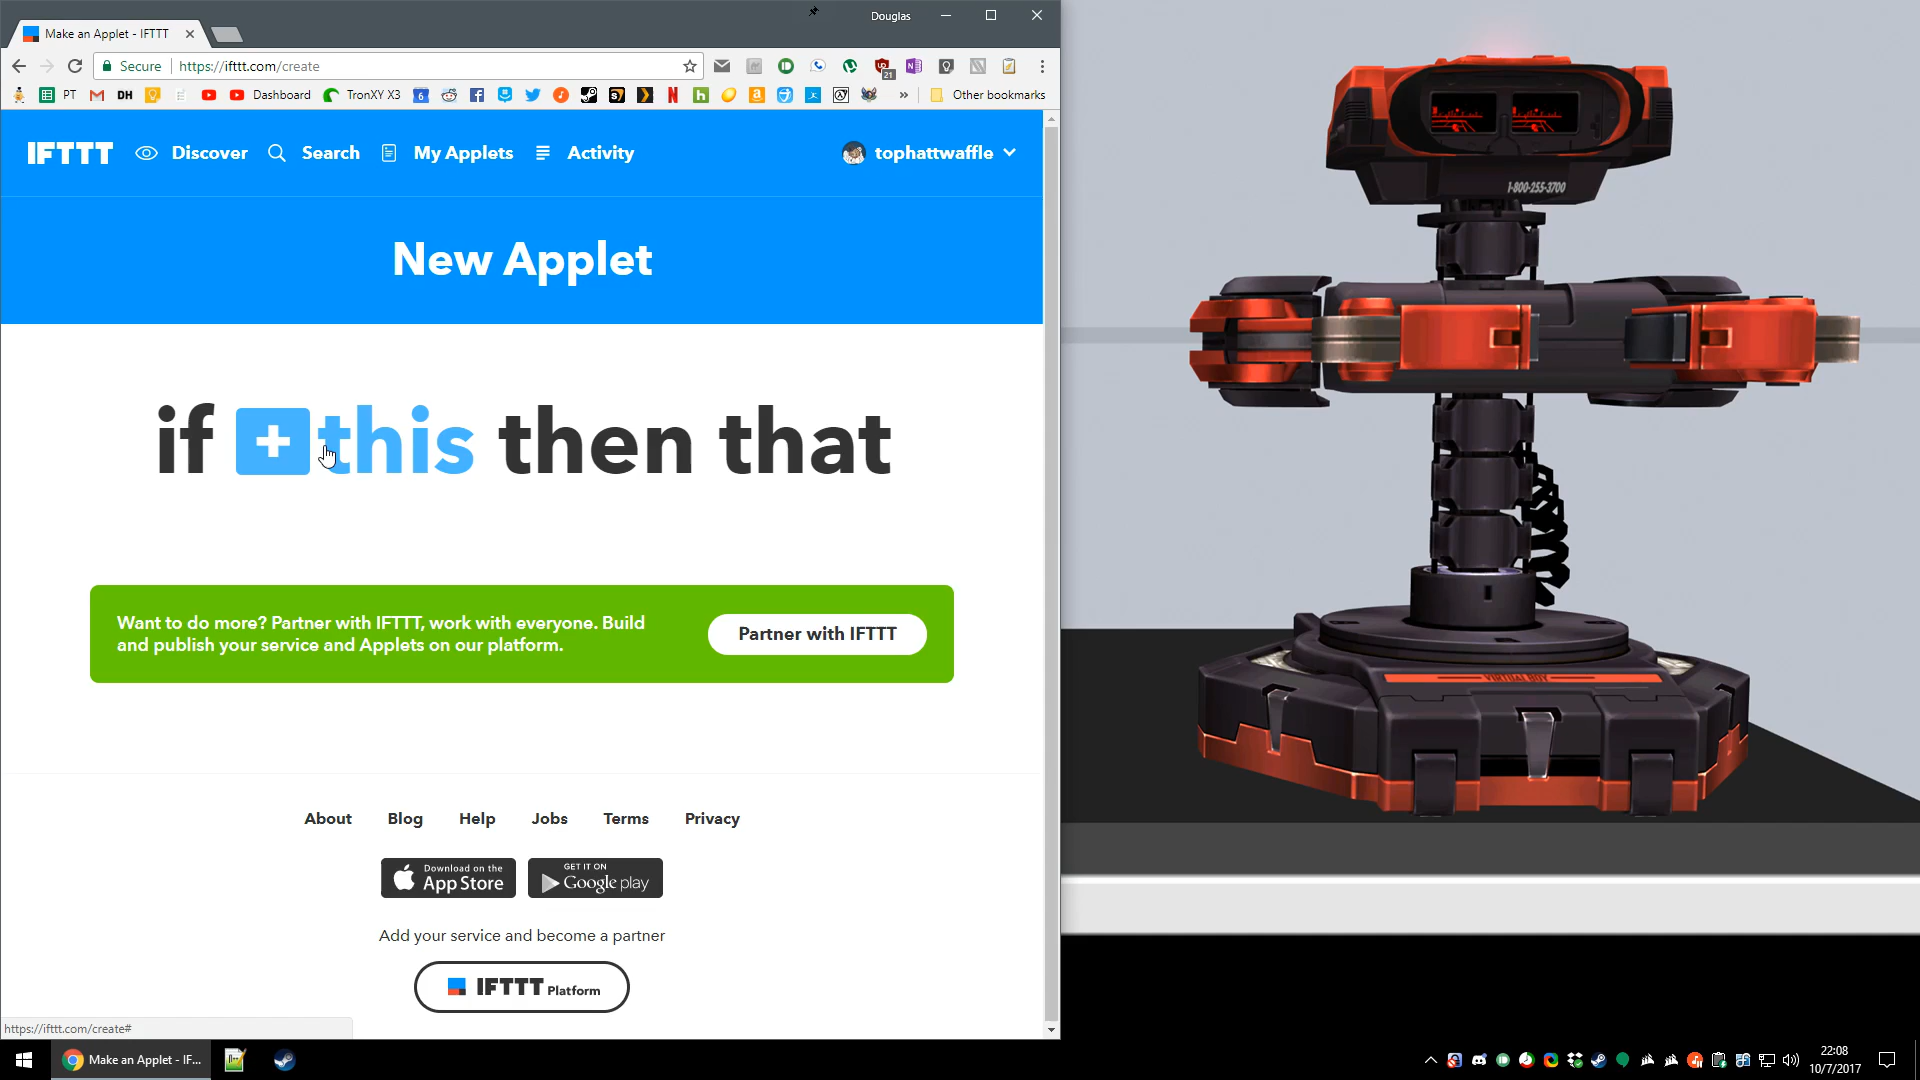 Douglas
Make an Applet - IFTTT
Secure
https://ifttt.com/create
21
PT
DH
Dashboard
TronXY X3
6
Other bookmarks
IFTTT
Discover
Search
My Applets
Activity
tophattwaffle
New Applet
if this then that
Want to do more? Partner with IFTTT, work with everyone. Build
and publish your service and Applets on our platform.
Partner with IFTTT
About
Blog
Help
Jobs
Terms
Privacy
Download on the
App Store
GET IT ON
Google play
Add your service and become a partner
IFTTT Platform
https://ifttt.com/create#
1-800-255-3700
VIRTUAL BOY
Make an Applet - IF...
22:08
10/7/2017